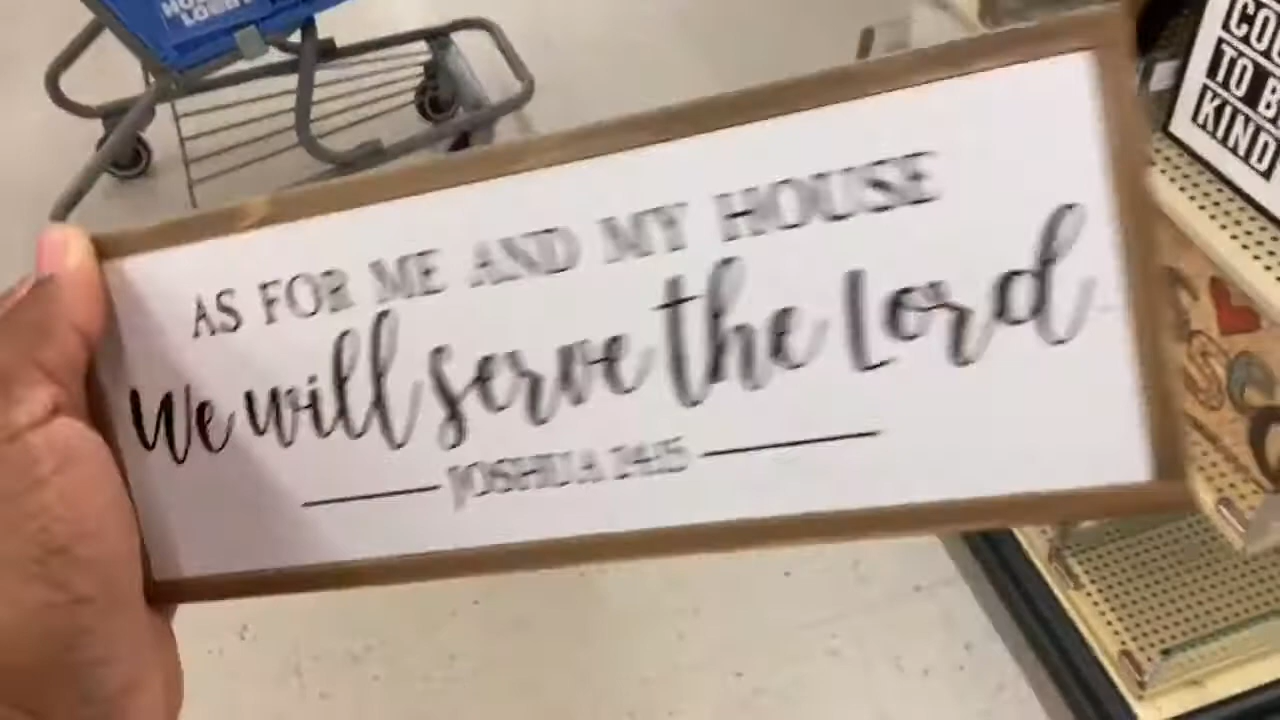 AS FOR ME AND MY HOUSE
We will serve the Lord
JOSHUA 24:15
TO B
KIND